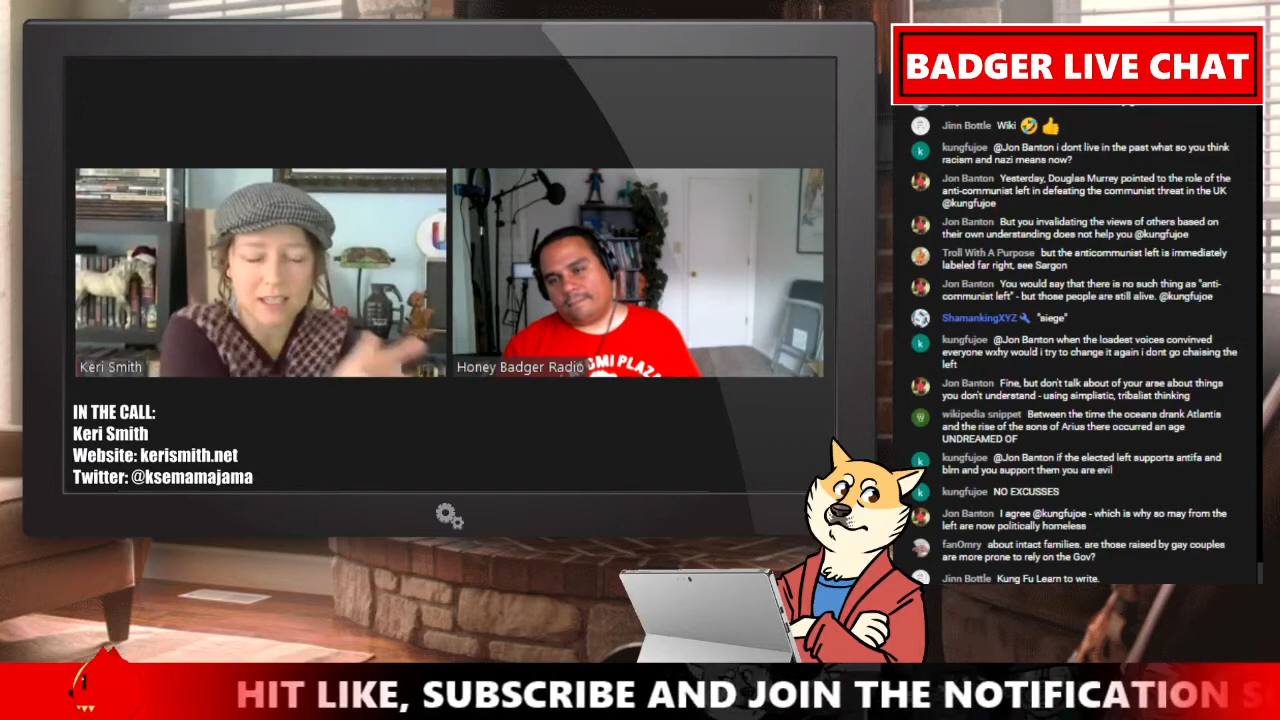 BADGER LIVE CHAT
Jinn Bottle Wiki
kungfujoe @Jon Banton i dont live in the past what so you think
racism and nazi means now?
Jon Banton Yesterday, Douglas Murrey pointed to the role of the
anti-communist left in defeating the communist threat in the UK
@kungfujoe
Jon Banton But you invalidating the views of others based on
their own understanding does not help you @kungfujoe
Troll With A Purpose but the anticommunist left is immediately
labeled far right, see Sargon
Jon Banton You would say that there is no such thing as "anti-
communist left" - but those people are still alive. @kungfujoe
ShamankingXYZ "siege"
kungfujoe @Jon Banton when the loadest voices convinved
everyone wxhy would i try to change it again i dont go chaising the
left
Jon Banton Fine, but don't talk about of your arse about things
you don't understand - using simplistic, tribalist thinking
wikipedia snippet Between the time the oceans drank Atlantis
and the rise of the sons of Arius there occurred an age
UNDREAMED OF
kungfujoe @Jon Banton if the elected left supports antifa and
blm and you support them you are evil
kungfujoe NO EXCUSSES
Jon Banton I agree @kungfujoe - which is why so may from the
left are now politically homeless
fanOmry about intact families. are those raised by gay couples
are more prone to rely on the Gov?
Jinn Bottle Kung Fu Learn to write.
Keri Smith
Honey Badger Radio
OMI PLAZA
IN THE CALL:
Keri Smith
Website: kerismith.net
Twitter: @ksemamajama
HIT LIKE, SUBSCRIBE AND JOIN THE NOTIFICATION